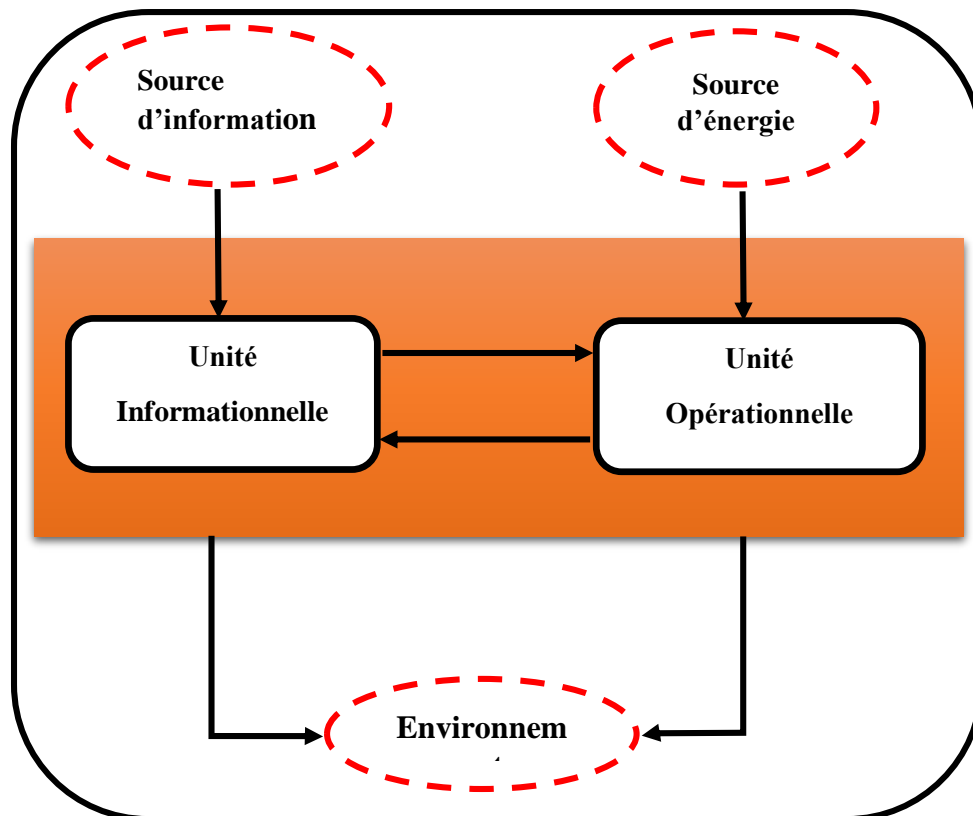 Source
d’information
Source
d’énergie
Unité
Informationnelle
Unité
Opérationnelle
Environnem